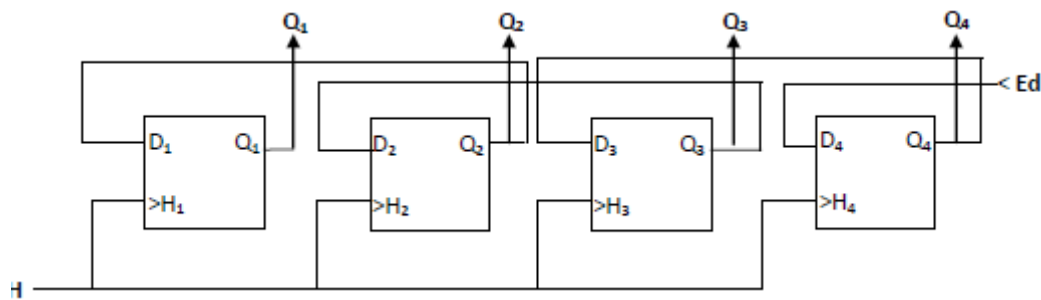 Q₁ Q₂ Q₃ Q₄
< Ed
D₁ Q₁ D₂ Q₂ D₃ Q₃ D₄ Q₄
>H₁ >H₂ >H₃ >H₄
H